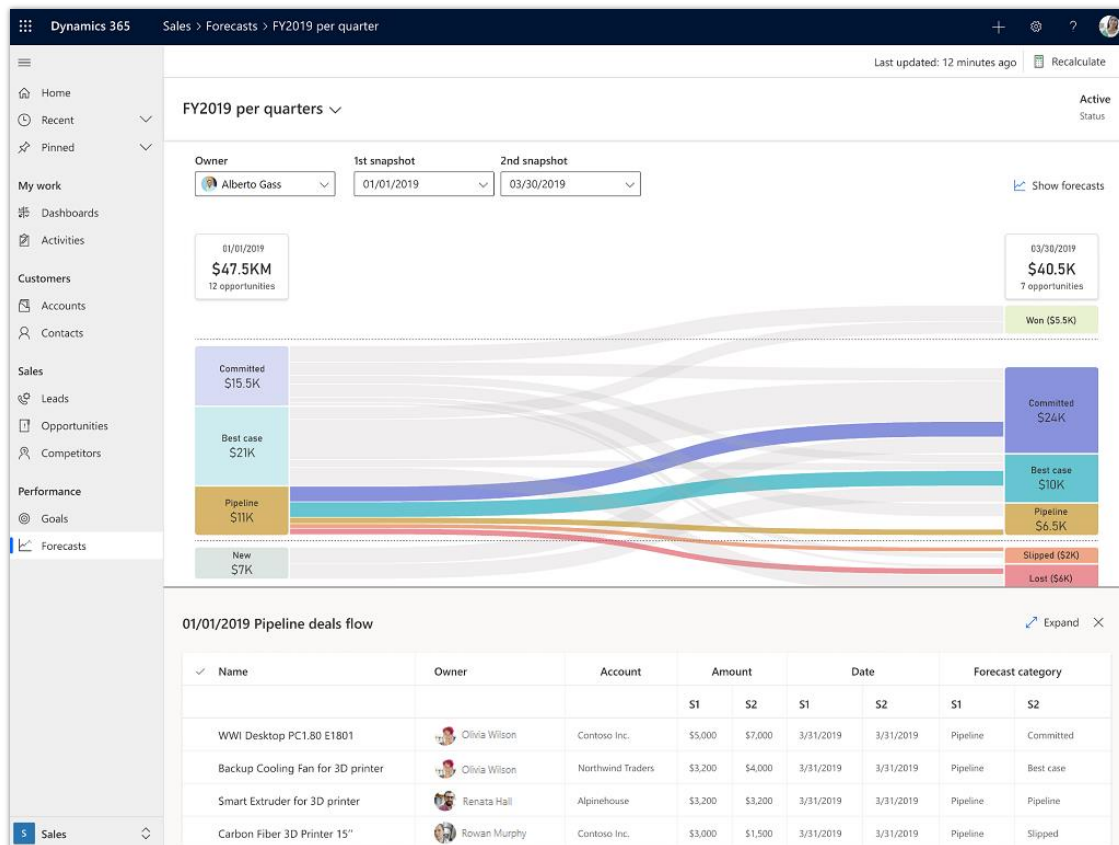 Dynamics 365 Sales > Forecasts > FY2019 per quarter
Last updated: 12 minutes ago Recalculate
Home
Recent
Pinned
My work
Dashboards
Activities
Customers
Accounts
Contacts
Sales
Leads
Opportunities
Competitors
Performance
Goals
Forecasts
S Sales
FY2019 per quarters
Active
Status
Owner 1st snapshot 2nd snapshot
Alberto Gass 01/01/2019 03/30/2019
Show forecasts
01/01/2019
$47.5KM
12 opportunities
Committed
$15.5K
Best case
$21K
Pipeline
$11K
New
$7K
03/30/2019
$40.5K
7 opportunities
Won ($5.5K)
Committed
$24K
Best case
$10K
Pipeline
$6.5K
Slipped ($2K)
Lost ($6K)
01/01/2019 Pipeline deals flow Expand
Name Owner Account Amount Date Forecast category
S1 S2 S1 S2 S1 S2
WWI Desktop PC1.80 E1801 Olivia Wilson Contoso Inc. $5,000 $7,000 3/31/2019 3/31/2019 Pipeline Committed
Backup Cooling Fan for 3D printer Olivia Wilson Northwind Traders $3,200 $4,000 3/31/2019 3/31/2019 Pipeline Best case
Smart Extruder for 3D printer Renata Hall Alpinehouse $3,200 $3,200 3/31/2019 3/31/2019 Pipeline Pipeline
Carbon Fiber 3D Printer 15" Rowan Murphy Contoso Inc. $3,000 $1,500 3/31/2019 3/31/2019 Pipeline Slipped